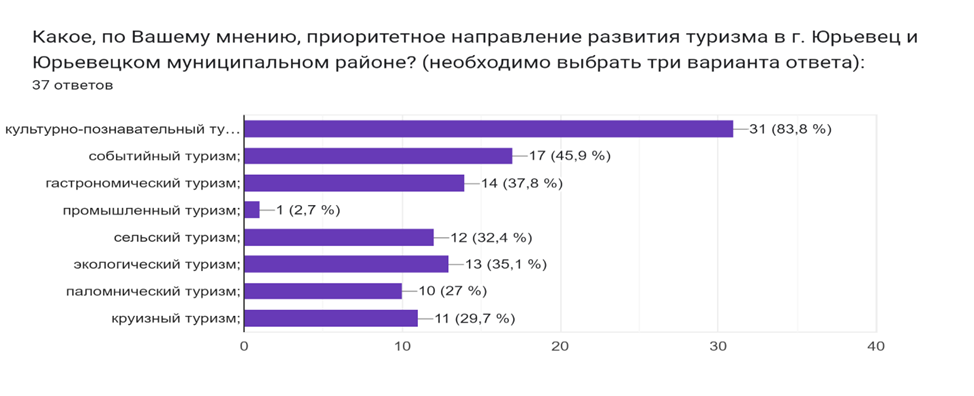 Какое, по Вашему мнению, приоритетное направление развития туризма в г. Юрьевец и
Юрьевецком муниципальном районе? (необходимо выбрать три варианта ответа):
37 ответов
культурно-познавательный ту…
31 (83,8 %)
событийный туризм;
17 (45,9 %)
гастрономический туризм;
14 (37,8 %)
промышленный туризм;
1 (2,7 %)
сельский туризм;
12 (32,4 %)
экологический туризм;
13 (35,1 %)
паломнический туризм;
10 (27 %)
круизный туризм;
11 (29,7 %)
0 10 20 30 40